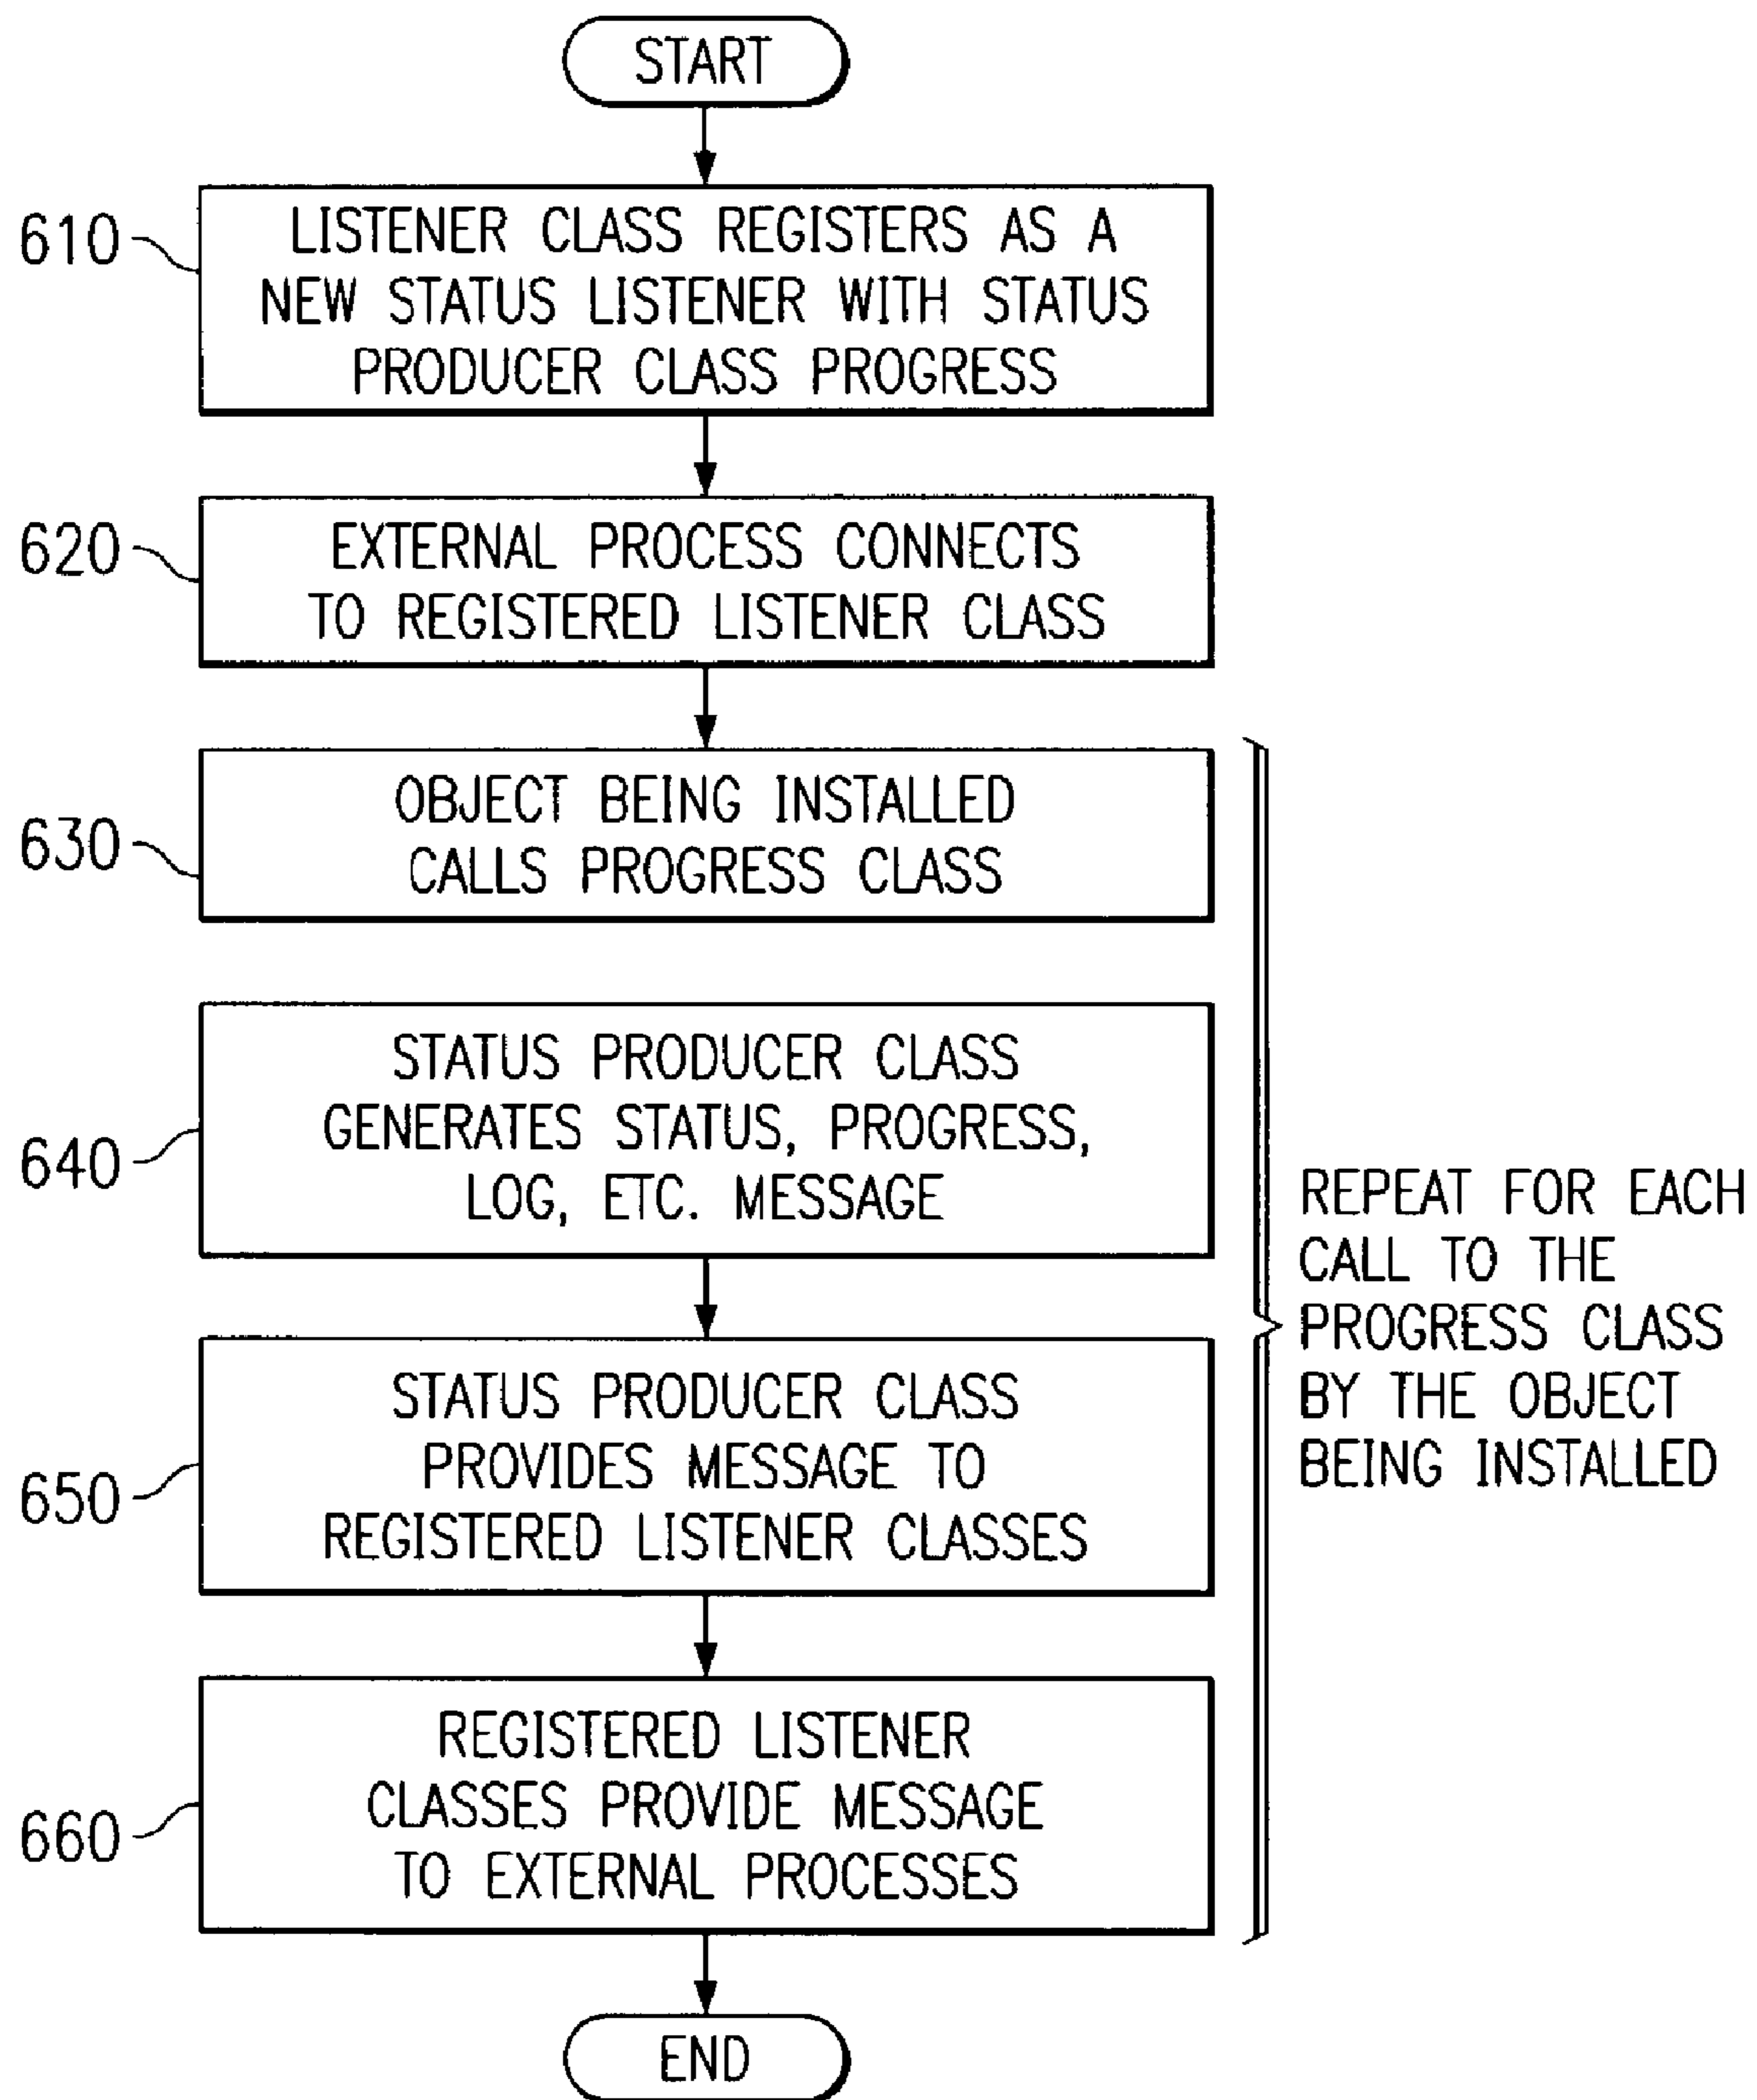 START
610
LISTENER CLASS REGISTERS AS A
NEW STATUS LISTENER WITH STATUS
PRODUCER CLASS PROGRESS
620
EXTERNAL PROCESS CONNECTS
TO REGISTERED LISTENER CLASS
630
OBJECT BEING INSTALLED
CALLS PROGRESS CLASS
640
STATUS PRODUCER CLASS
GENERATES STATUS, PROGRESS,
LOG, ETC. MESSAGE
650
STATUS PRODUCER CLASS
PROVIDES MESSAGE TO
REGISTERED LISTENER CLASSES
660
REGISTERED LISTENER
CLASSES PROVIDE MESSAGE
TO EXTERNAL PROCESSES
REPEAT FOR EACH
CALL TO THE
PROGRESS CLASS
BY THE OBJECT
BEING INSTALLED
END